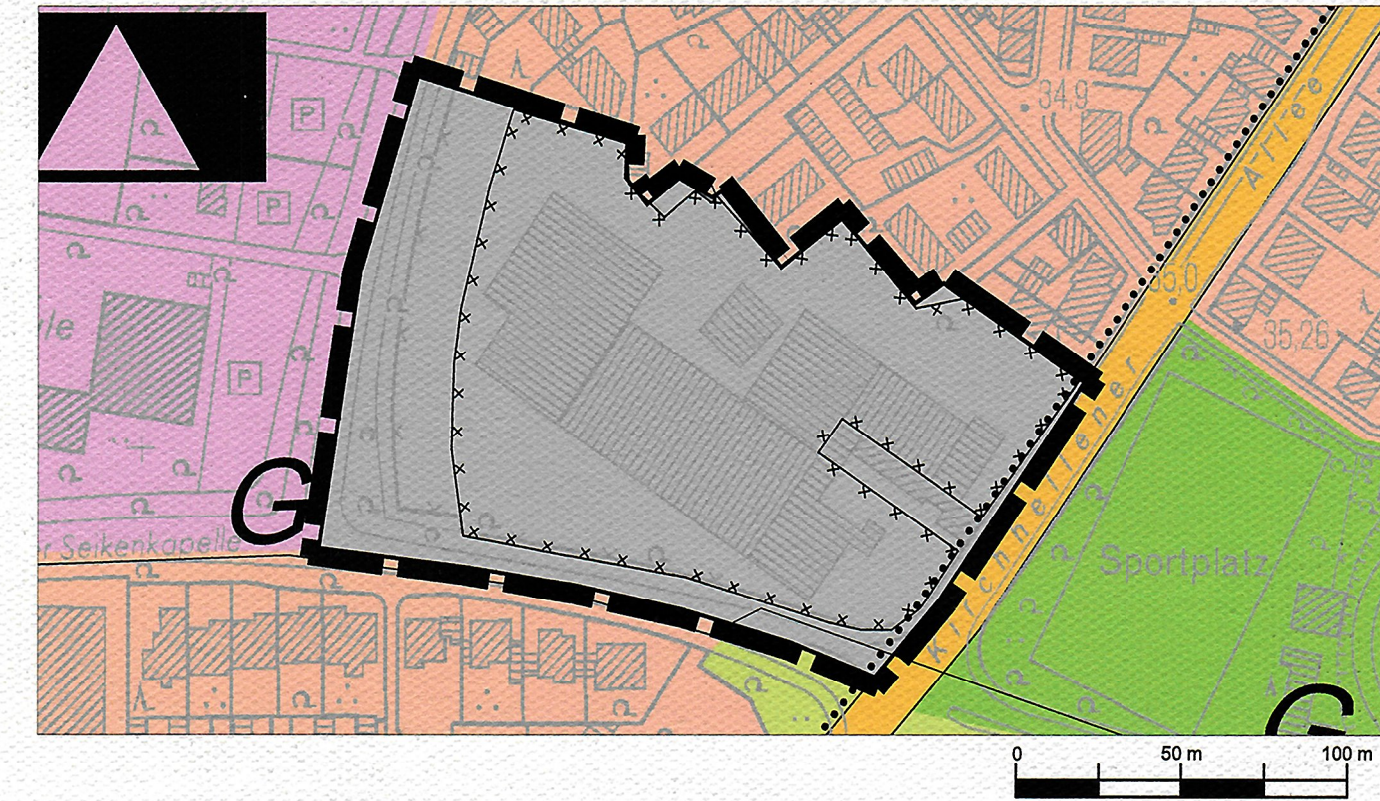 34,9
P
Allee
P
35,0
35,26
le
P
Kirchhellener
G
r Seikenkapelle
Sportplatz
G
0 50 m 100 m